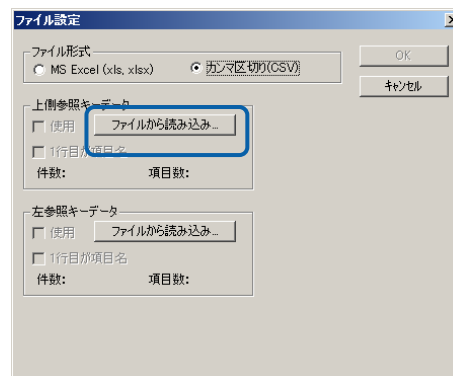 ファイル設定
ファイル形式
MS Excel (xls, xlsx)
カンマ区切り(CSV)
OK
キャンセル
上側参照キーデータ
使用
ファイルから読み込み...
1行目が項目名
件数:
項目数:
左参照キーデータ
使用
ファイルから読み込み...
1行目が項目名
件数:
項目数: